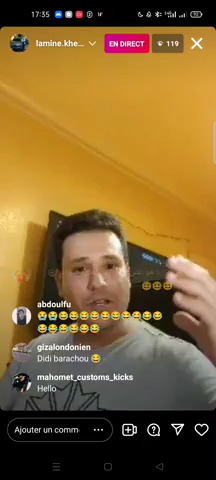 17:35
lamine.khe...
EN DIRECT
119
abdoulfu
😭😭😂😂😂😂😂😂😂😂😂😂
😂😂😂😂😂😂
gizalondonien
Didi barachou 😂
mahomet_customs_kicks
Hello
Ajouter un comm